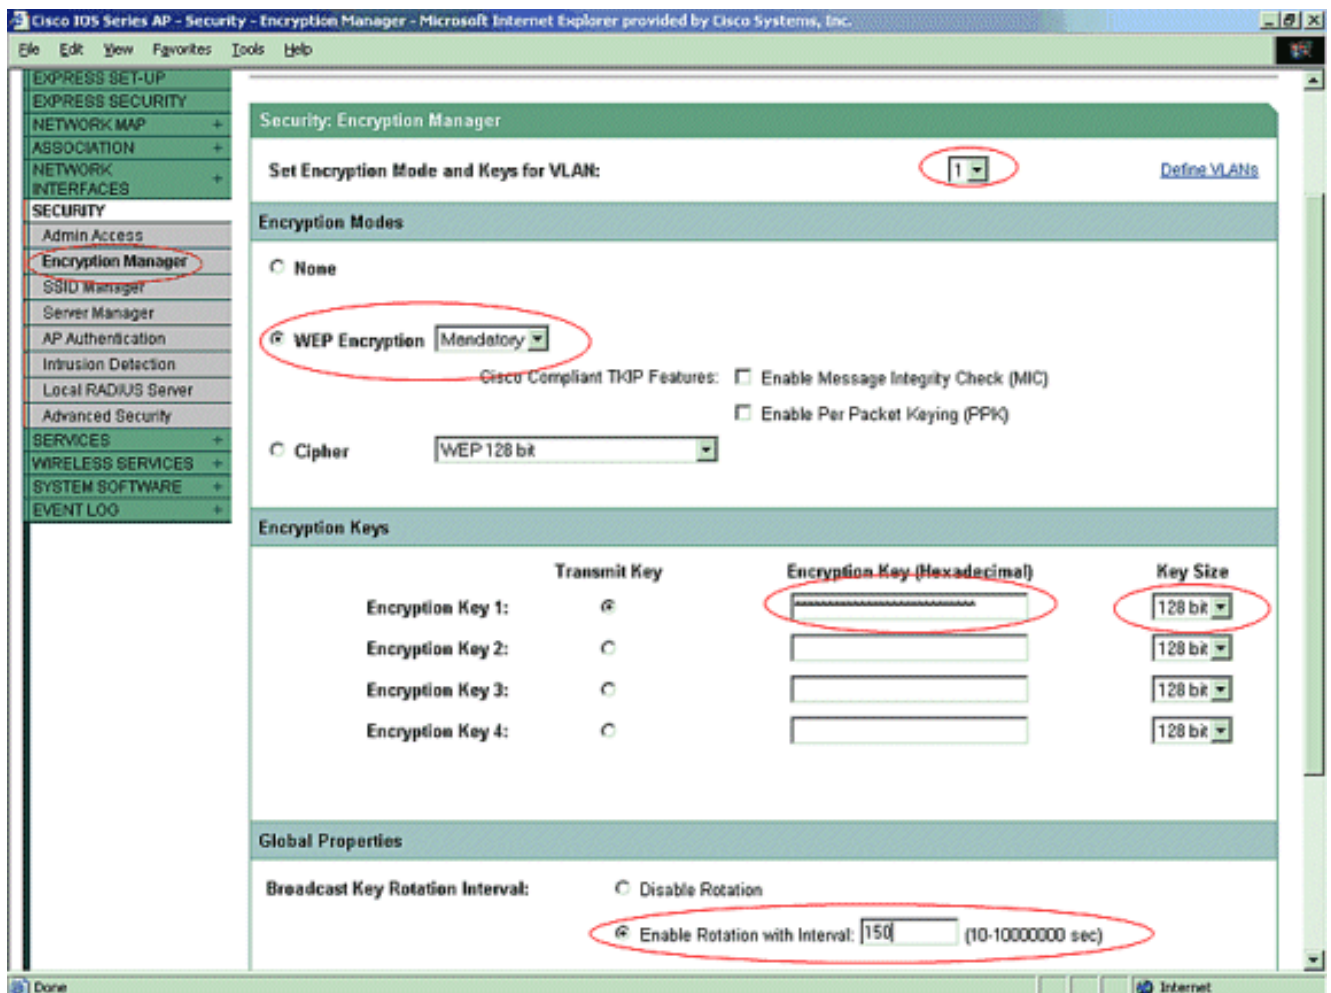 Cisco IOS Series AP - Security - Encryption Manager - Microsoft Internet Explorer provided by Cisco Systems, Inc.
File Edit View Favorites Tools Help
EXPRESS SET-UP
EXPRESS SECURITY
NETWORK MAP +
ASSOCIATION +
NETWORK
INTERFACES +
SECURITY
Admin Access
Encryption Manager
SSID Manager
Server Manager
AP Authentication
Intrusion Detection
Local RADIUS Server
Advanced Security
SERVICES +
WIRELESS SERVICES +
SYSTEM SOFTWARE +
EVENT LOG +
Security: Encryption Manager
Set Encryption Mode and Keys for VLAN: 1 Define VLANs
Encryption Modes
None
WEP Encryption Mandatory
Cisco Compliant TKIP Features: Enable Message Integrity Check (MIC)
Enable Per Packet Keying (PPK)
Cipher WEP 128 bit
Encryption Keys
Transmit Key Encryption Key (Hexadecimal) Key Size
Encryption Key 1: 128 bit
Encryption Key 2: 128 bit
Encryption Key 3: 128 bit
Encryption Key 4: 128 bit
Global Properties
Broadcast Key Rotation Interval: Disable Rotation
Enable Rotation with Interval: 150 (10-10000000 sec)
Done Internet